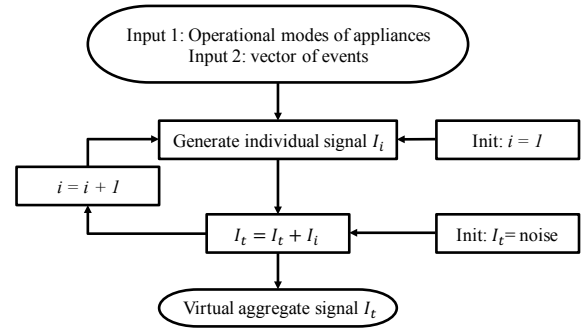 Input 1: Operational modes of appliances
Input 2: vector of events
Generate individual signal I_i
Init: i = 1
i = i + 1
I_t = I_t + I_i
Init: I_t= noise
Virtual aggregate signal I_t